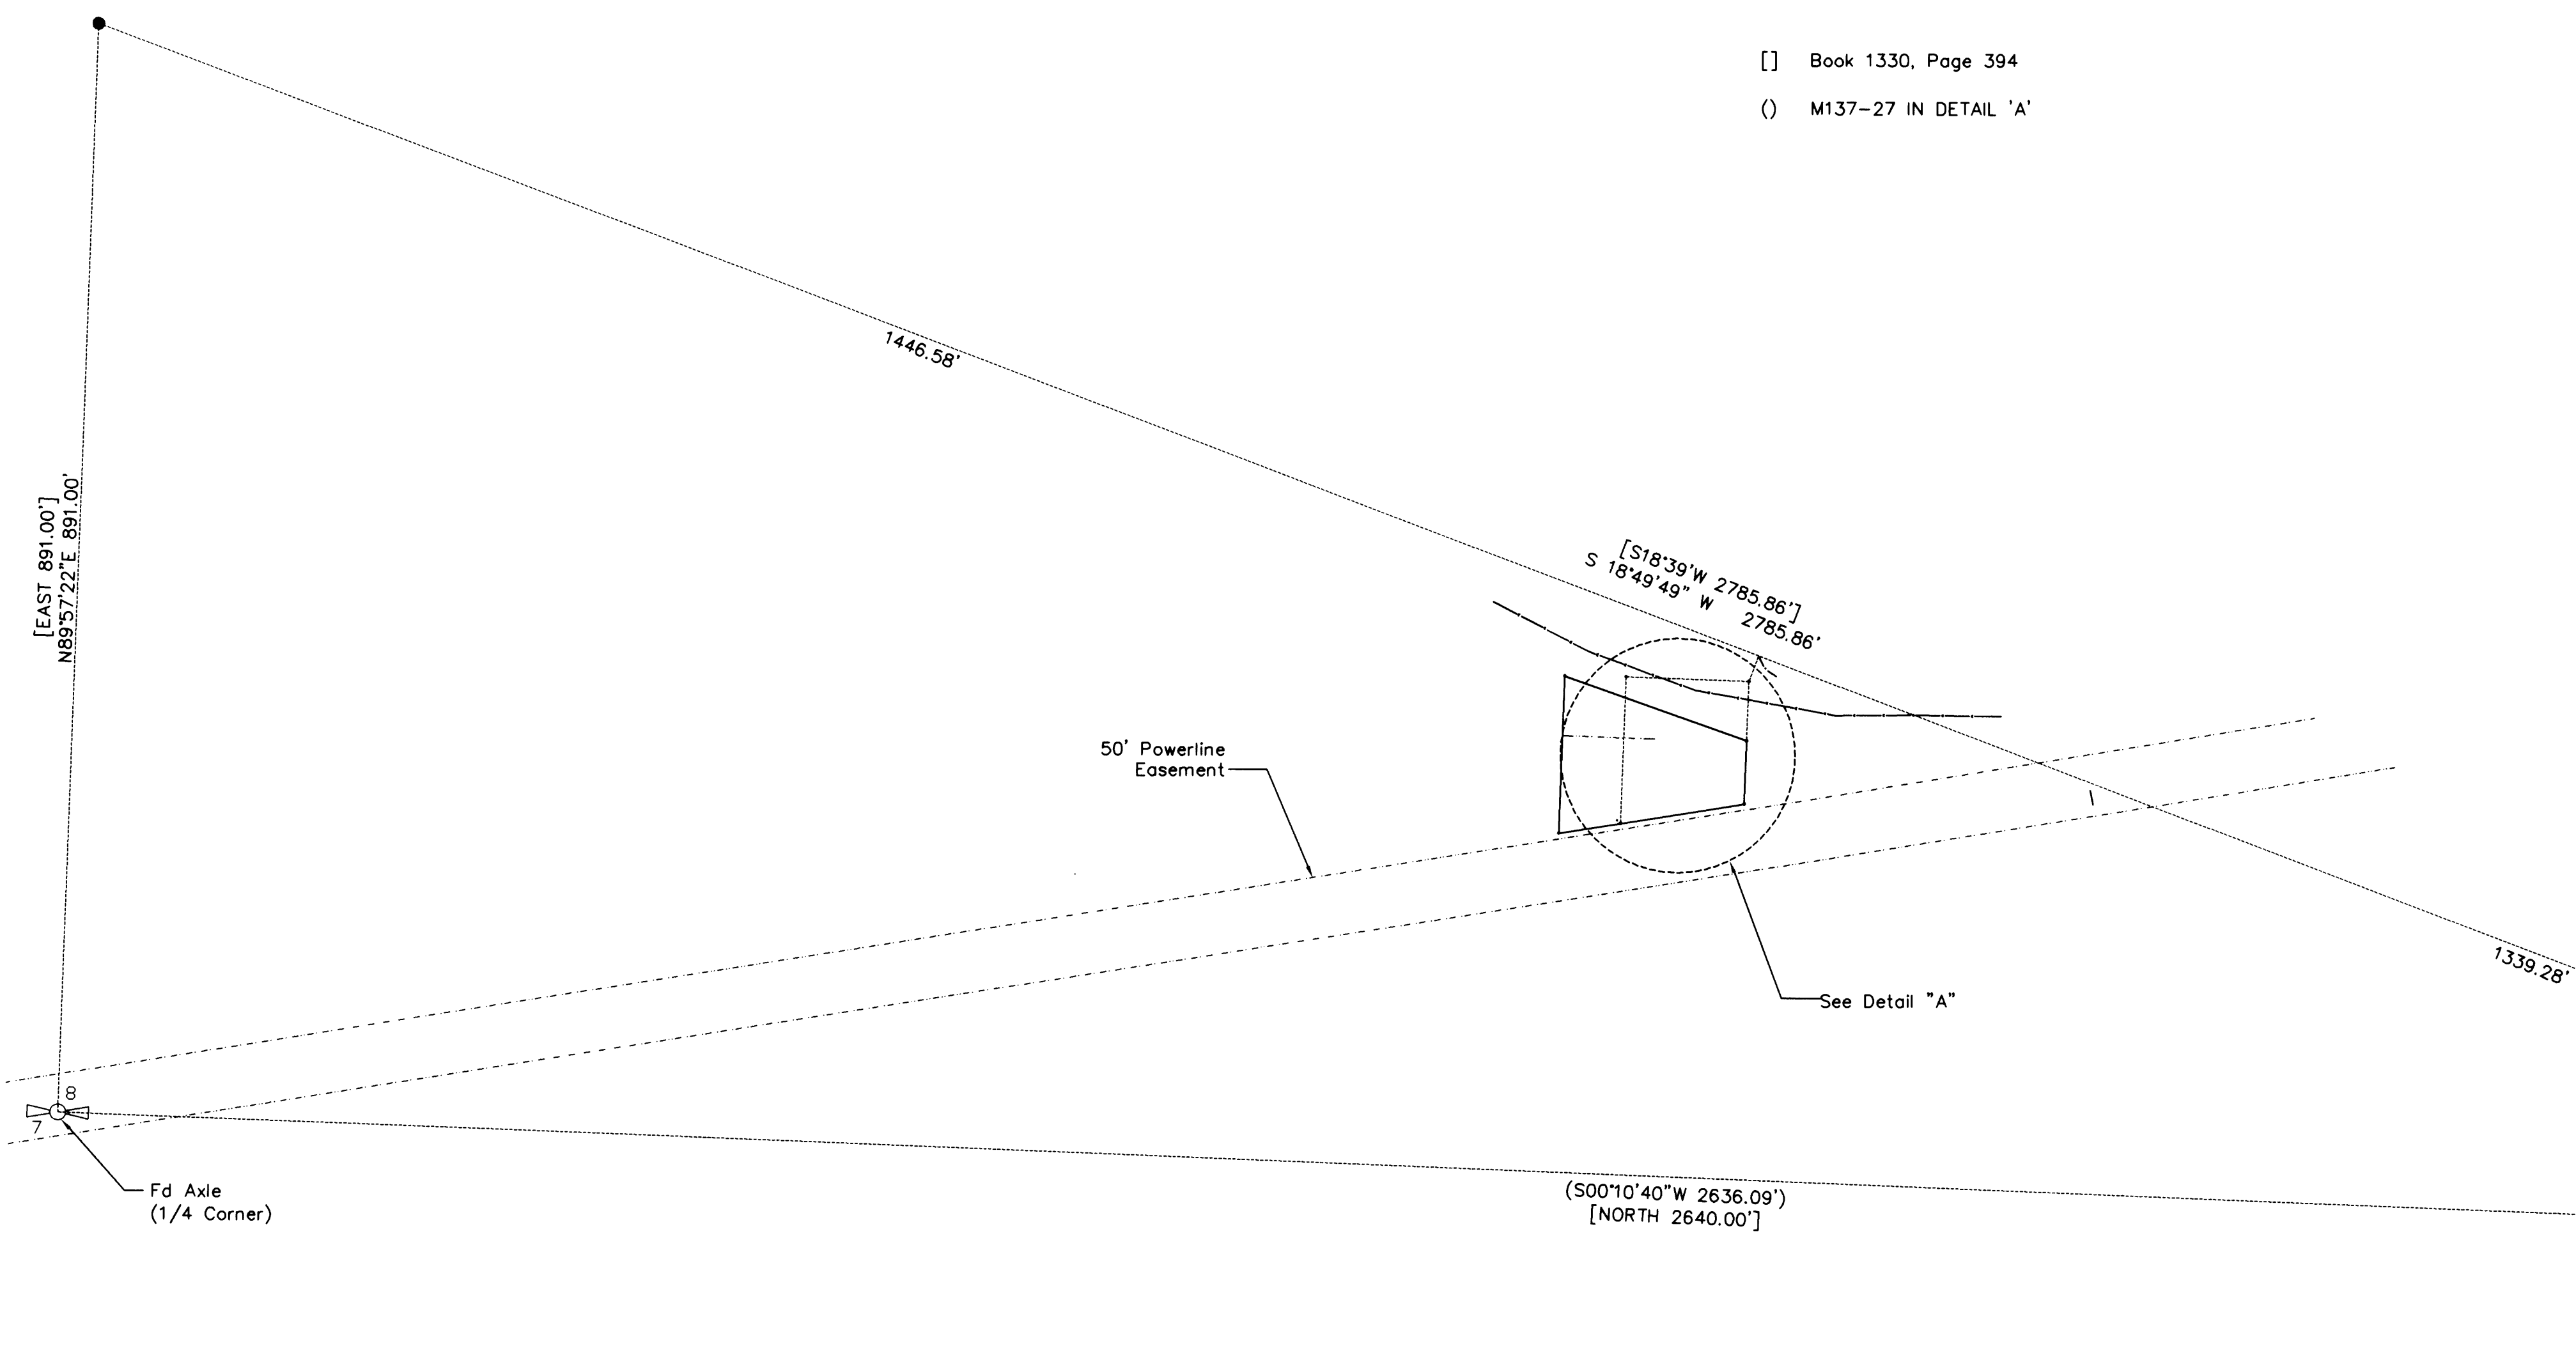 [] Book 1330, Page 394
() M137-27 IN DETAIL 'A'
1446.58'
[EAST 891.00']
N89°57'22"E 891.00'
[S18°39'W 2785.86']
S 18°49'49" W 2785.86'
50' Powerline
Easement
1339.28'
See Detail "A"
8
7
Fd Axle
(1/4 Corner)
(S00°10'40"W 2636.09')
[NORTH 2640.00']